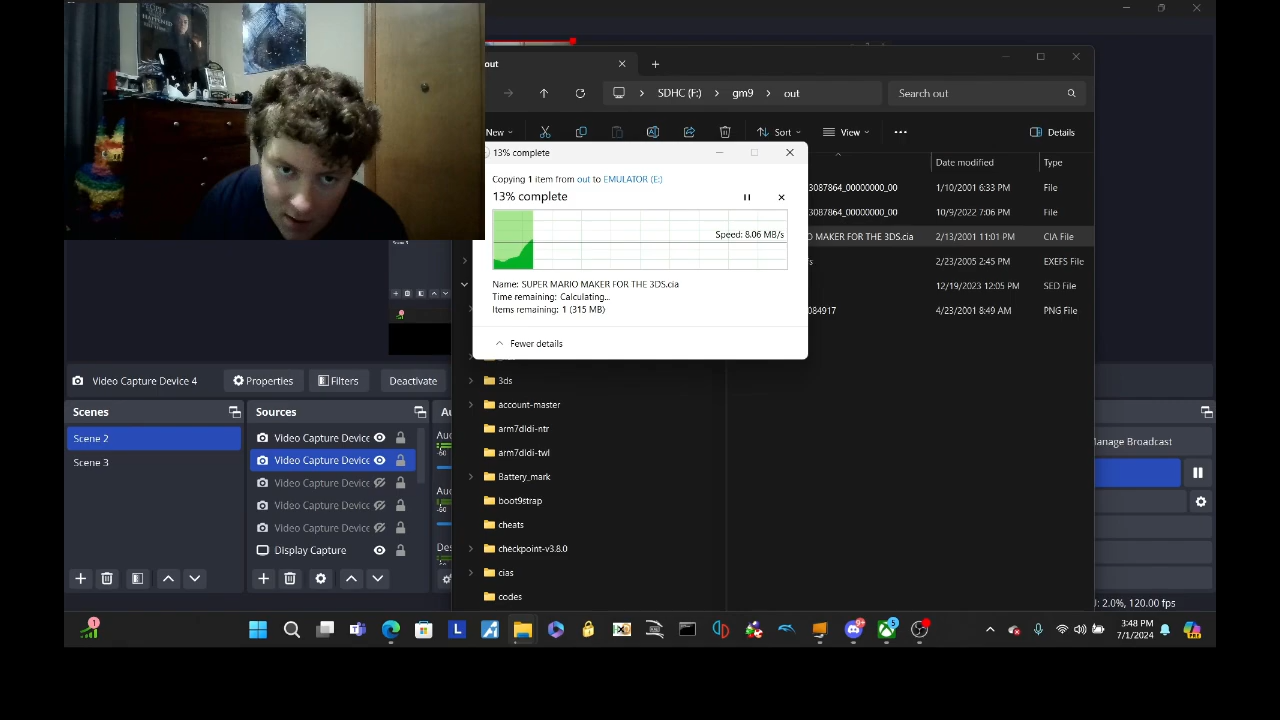 out
SDHC (F:) > gm9 > out
Search out
New
Sort
View
Details
Date modified
Type
3087864_00000000_00 1/10/2001 6:33 PM File
3087864_00000000_00 10/9/2022 7:06 PM File
MAKER FOR THE 3DS.cia 2/13/2001 11:01 PM CIA File
2/23/2005 2:45 PM EXEFS File
12/19/2023 12:05 PM SED File
084917 4/23/2001 8:49 AM PNG File
13% complete
Copying 1 item from out to EMULATOR (E:)
13% complete
Speed: 8.06 MB/s
Name: SUPER MARIO MAKER FOR THE 3DS.cia
Time remaining: Calculating...
Items remaining: 1 (315 MB)
Fewer details
3ds
account-master
arm7dldi-ntr
arm7dldi-twl
Battery_mark
boot9strap
cheats
checkpoint-v3.8.0
cias
codes
Video Capture Device 4
Properties
Filters
Deactivate
Scenes
Scene 2
Scene 3
Sources
Video Capture Device
Video Capture Device
Video Capture Device
Video Capture Device
Video Capture Device
Display Capture
Manage Broadcast
2.0%, 120.00 fps
3:48 PM
7/1/2024